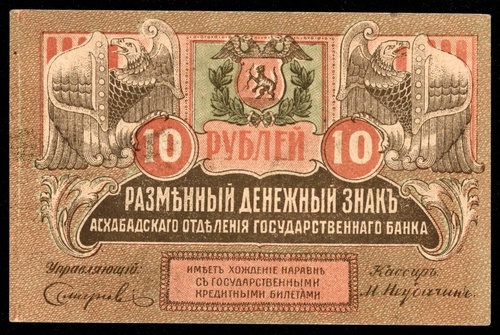 10 РУБЛЕЙ 10
РАЗМѢННЫЙ ДЕНЕЖНЫЙ ЗНАКЪ
АСХАБАДСКАГО ОТДѢЛЕНІЯ ГОСУДАРСТВЕННАГО БАНКА
Управляющій:
ИМѢЕТЪ ХОЖДЕНІЕ НАРАВНѢ
СЪ ГОСУДАРСТВЕННЫМИ
КРЕДИТНЫМИ БИЛЕТАМИ
Кассиръ